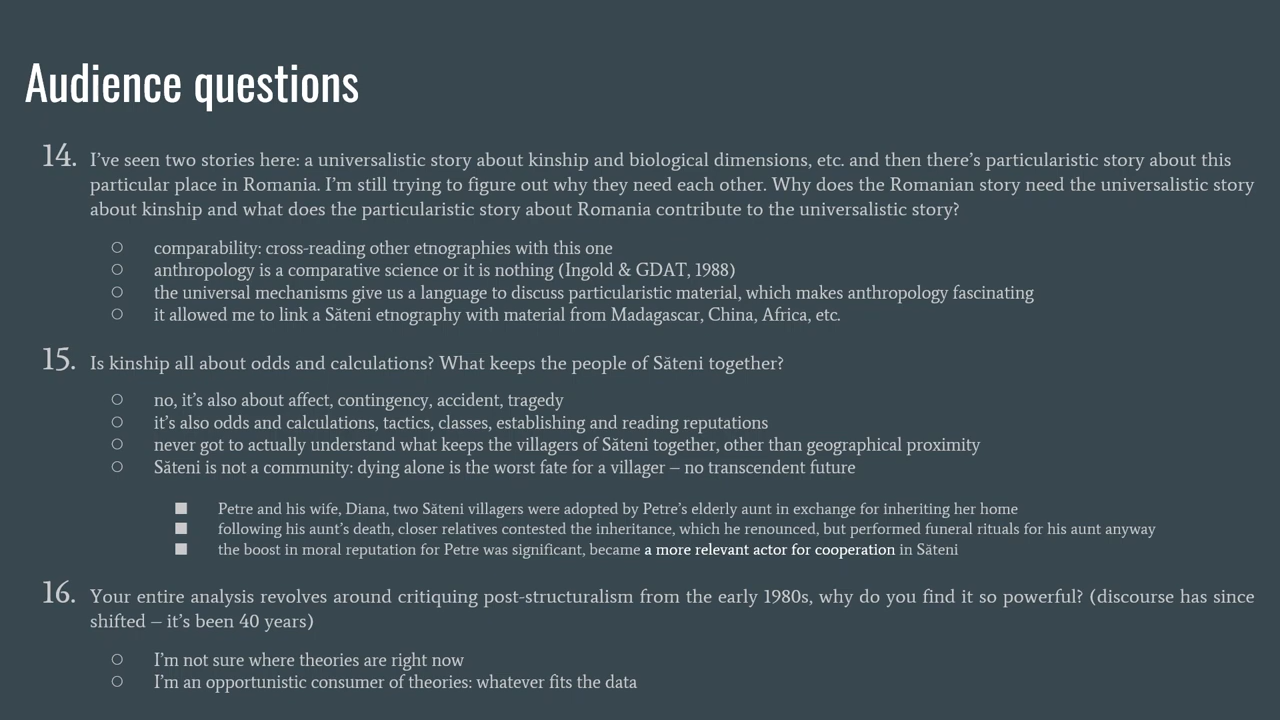 Audience questions
14. I've seen two stories here: a universalistic story about kinship and biological dimensions, etc. and then there's particularistic story about this
particular place in Romania. I'm still trying to figure out why they need each other. Why does the Romanian story need the universalistic story
about kinship and what does the particularistic story about Romania contribute to the universalistic story?
○ comparability: cross-reading other etnographies with this one
○ anthropology is a comparative science or it is nothing (Ingold & GDAT, 1988)
○ the universal mechanisms give us a language to discuss particularistic material, which makes anthropology fascinating
○ it allowed me to link a Săteni etnography with material from Madagascar, China, Africa, etc.
15. Is kinship all about odds and calculations? What keeps the people of Săteni together?
○ no, it's also about affect, contingency, accident, tragedy
○ it's also odds and calculations, tactics, classes, establishing and reading reputations
○ never got to actually understand what keeps the villagers of Săteni together, other than geographical proximity
○ Săteni is not a community: dying alone is the worst fate for a villager – no transcendent future
■ Petre and his wife, Diana, two Săteni villagers were adopted by Petre's elderly aunt in exchange for inheriting her home
■ following his aunt's death, closer relatives contested the inheritance, which he renounced, but performed funeral rituals for his aunt anyway
■ the boost in moral reputation for Petre was significant, became a more relevant actor for cooperation in Săteni
16. Your entire analysis revolves around critiquing post-structuralism from the early 1980s, why do you find it so powerful? (discourse has since
shifted – it's been 40 years)
○ I'm not sure where theories are right now
○ I'm an opportunistic consumer of theories: whatever fits the data